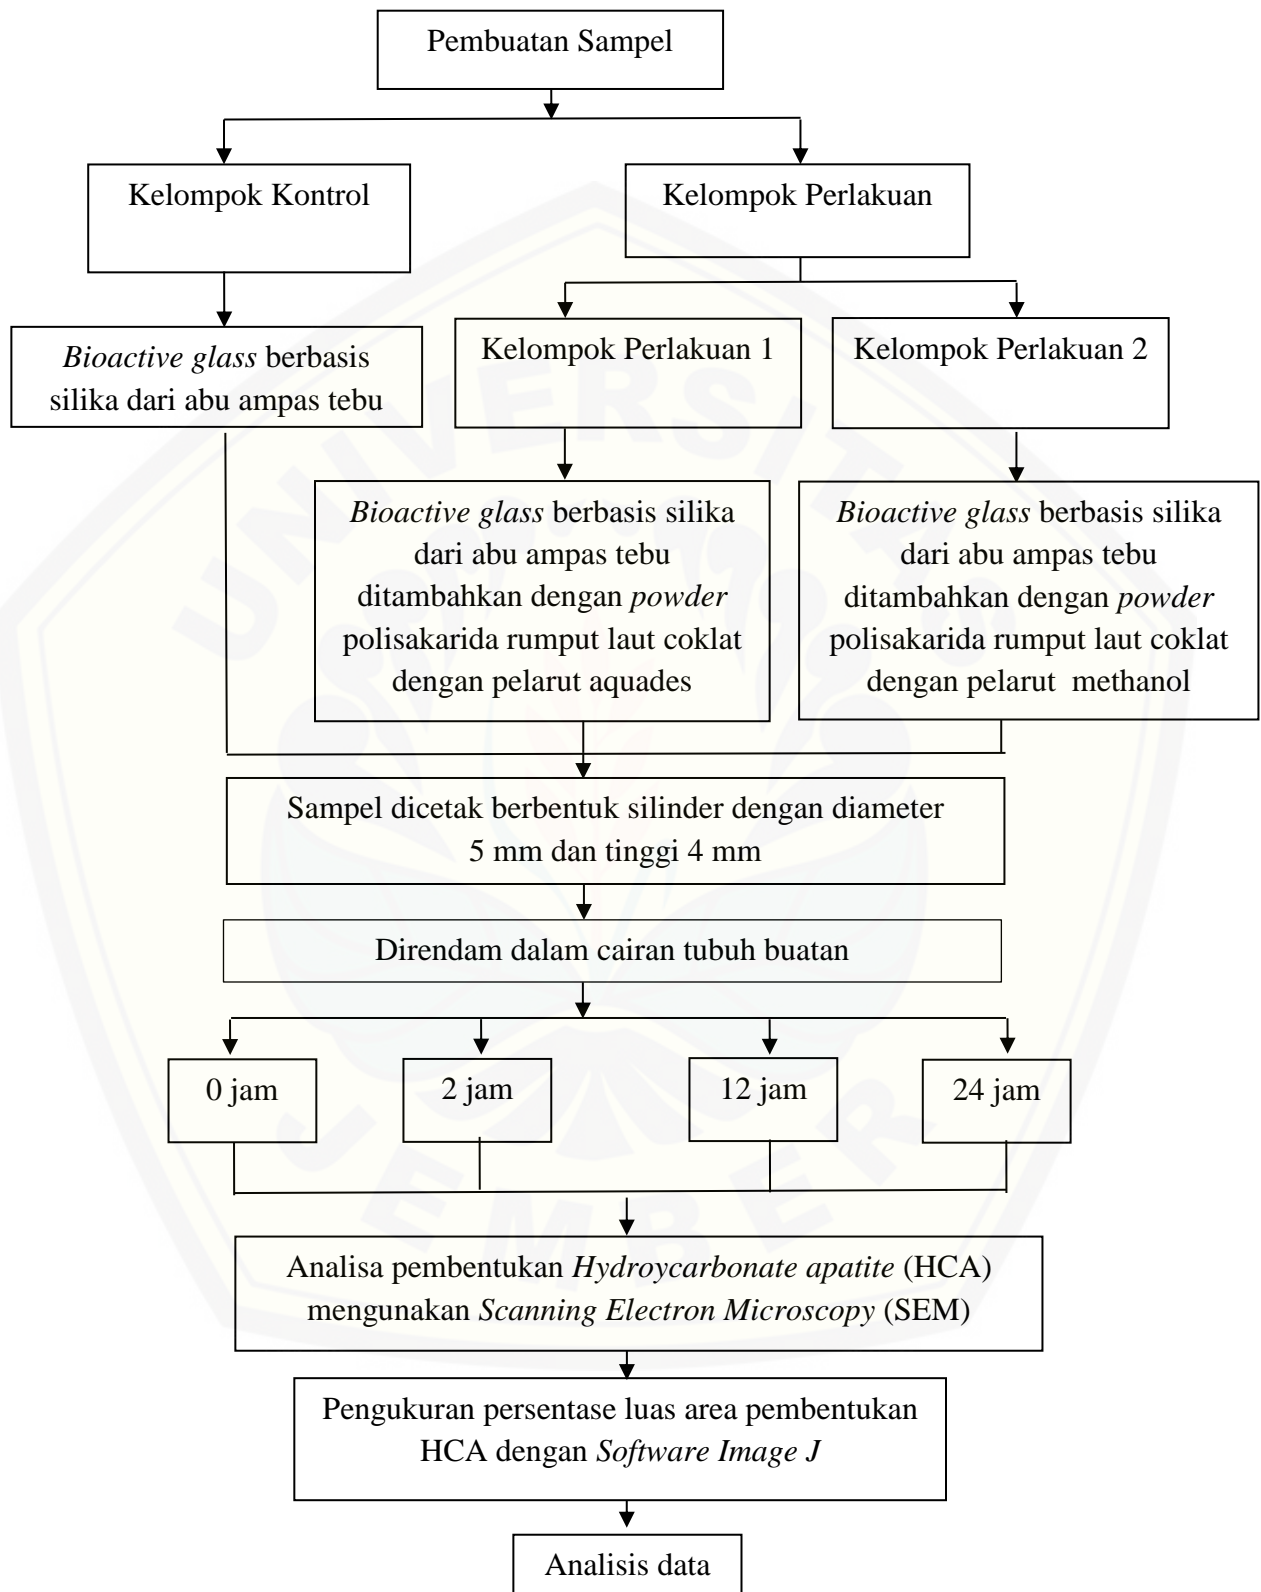 Pembuatan Sampel
Kelompok Kontrol
Kelompok Perlakuan
Bioactive glass berbasis
silika dari abu ampas tebu
Kelompok Perlakuan 1
Kelompok Perlakuan 2
Bioactive glass berbasis silika
dari abu ampas tebu
ditambahkan dengan powder
polisakarida rumput laut coklat
dengan pelarut aquades
Bioactive glass berbasis silika
dari abu ampas tebu
ditambahkan dengan powder
polisakarida rumput laut coklat
dengan pelarut methanol
Sampel dicetak berbentuk silinder dengan diameter
5 mm dan tinggi 4 mm
Direndam dalam cairan tubuh buatan
0 jam
2 jam
12 jam
24 jam
Analisa pembentukan Hydroycarbonate apatite (HCA)
mengunakan Scanning Electron Microscopy (SEM)
Pengukuran persentase luas area pembentukan
HCA dengan Software Image J
Analisis data
UNIVERSITAS
JEMBER